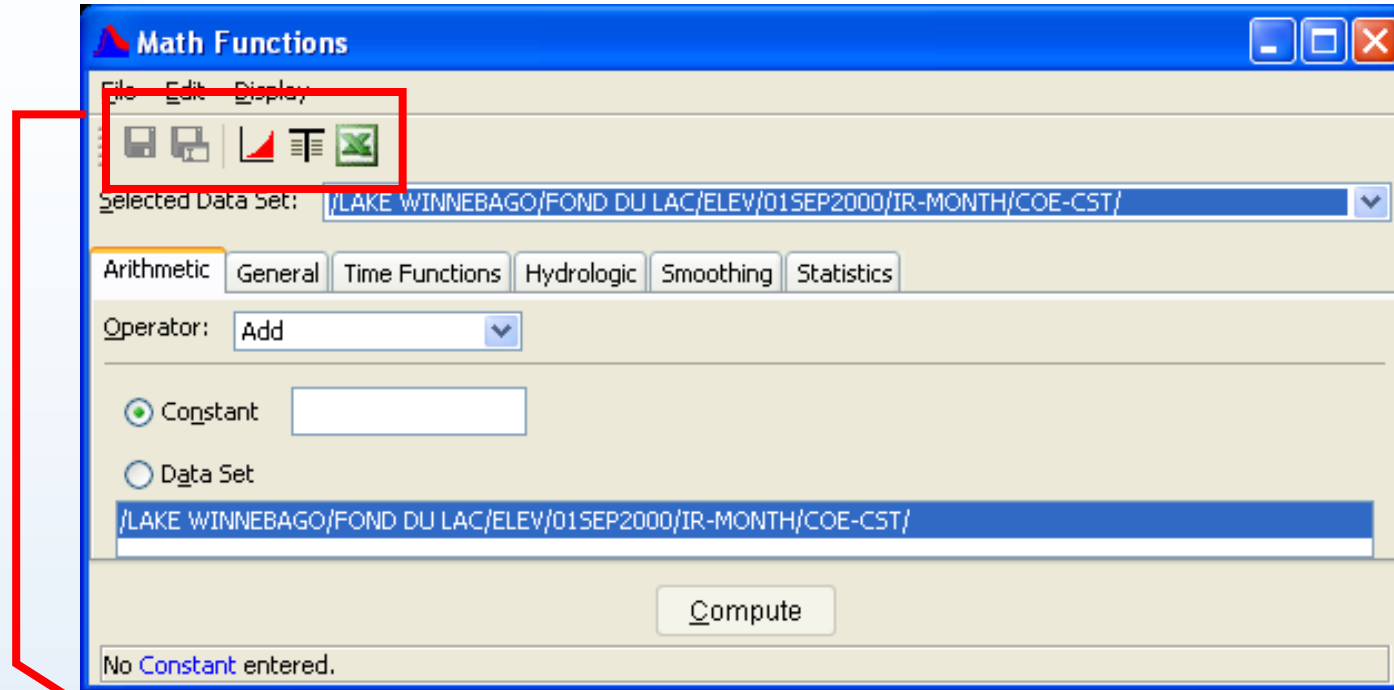 Math Functions
File Edit Display
Selected Data Set: /LAKE WINNEBAGO/FOND DU LAC/ELEV/01SEP2000/IR-MONTH/COE-CST/
Arithmetic General Time Functions Hydrologic Smoothing Statistics
Operator: Add
Constant
Data Set
/LAKE WINNEBAGO/FOND DU LAC/ELEV/01SEP2000/IR-MONTH/COE-CST/
Compute
No Constant entered.